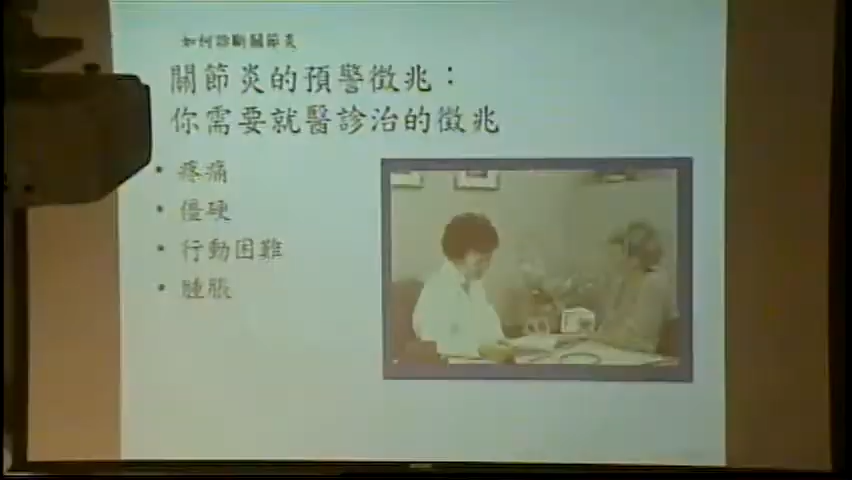 如何診斷關節炎
關節炎的預警徵兆：
你需要就醫診治的徵兆
• 疼痛
• 僵硬
• 行動困難
• 腫脹